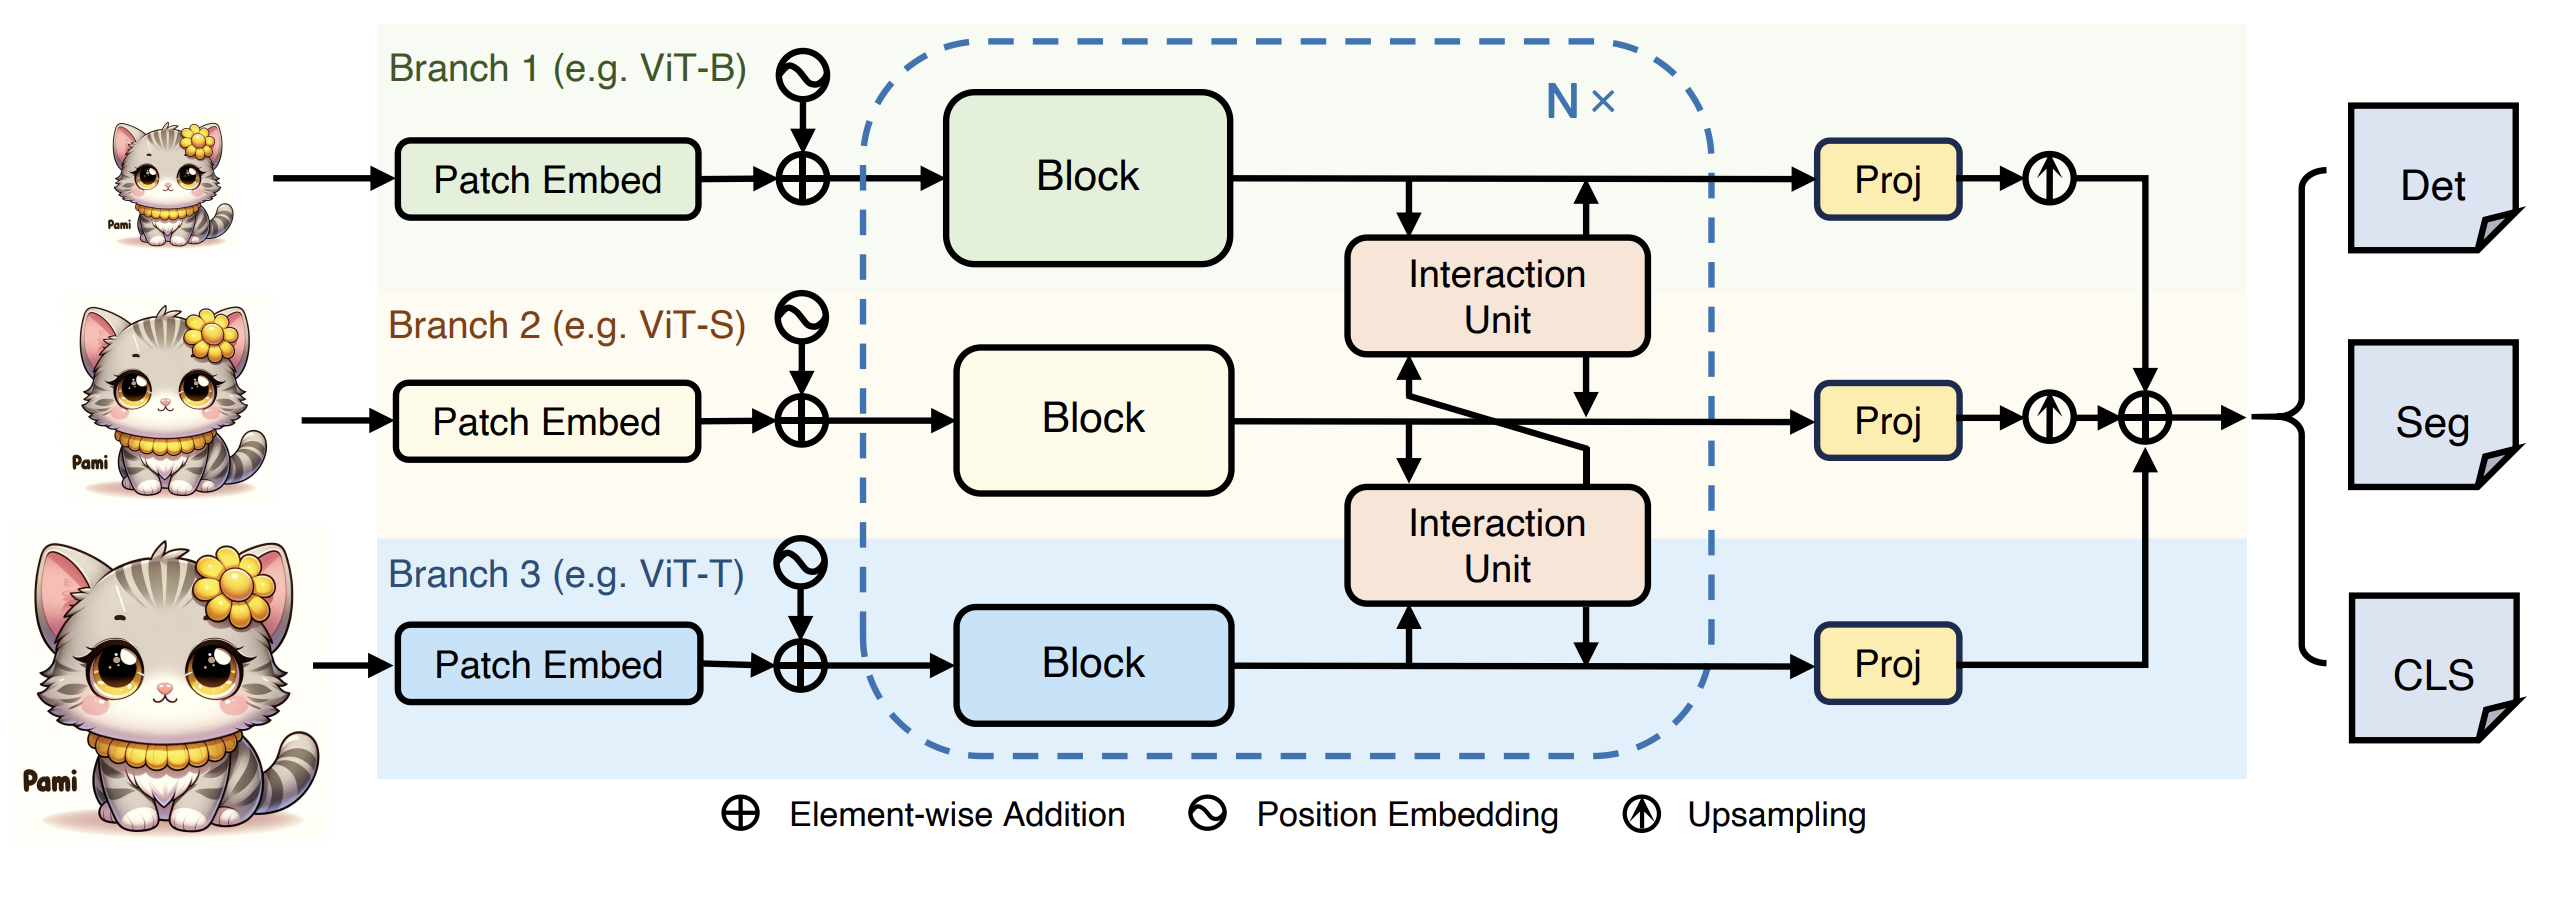 Branch 1 (e.g. ViT-B)
N ×
Patch Embed
Block
Proj
Det
Pami
Interaction
Unit
Branch 2 (e.g. ViT-S)
Patch Embed
Block
Proj
Seg
Pami
Interaction
Unit
Branch 3 (e.g. ViT-T)
Patch Embed
Block
Proj
CLS
Pami
Element-wise Addition
Position Embedding
Upsampling